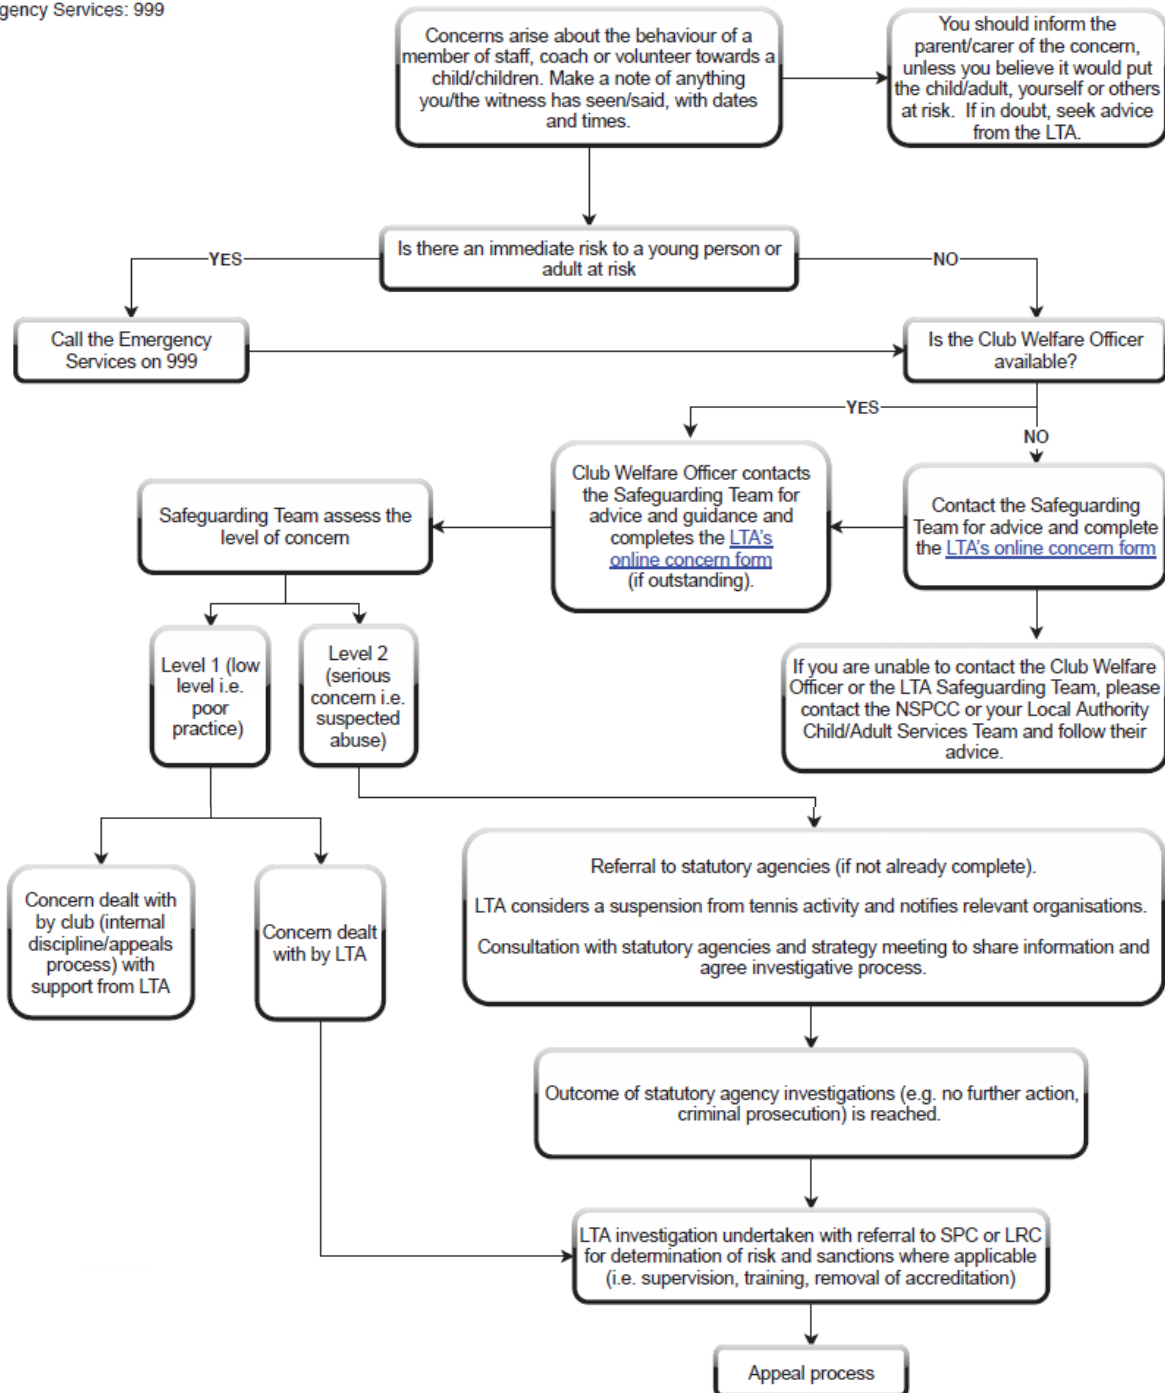 gency Services: 999
Concerns arise about the behaviour of a
member of staff, coach or volunteer towards a
child/children. Make a note of anything
you/the witness has seen/said, with dates
and times.
You should inform the
parent/carer of the concern,
unless you believe it would put
the child/adult, yourself or others
at risk. If in doubt, seek advice
from the LTA.
Is there an immediate risk to a young person or
adult at risk
YES
NO
Call the Emergency
Services on 999
Is the Club Welfare Officer
available?
YES
NO
Club Welfare Officer contacts
the Safeguarding Team for
advice and guidance and
completes the LTA's
online concern form
(if outstanding).
Contact the Safeguarding
Team for advice and complete
the LTA's online concern form
Safeguarding Team assess the
level of concern
Level 1 (low
level i.e.
poor
practice)
Level 2
(serious
concern i.e.
suspected
abuse)
If you are unable to contact the Club Welfare
Officer or the LTA Safeguarding Team, please
contact the NSPCC or your Local Authority
Child/Adult Services Team and follow their
advice.
Concern dealt with
by club (internal
discipline/appeals
process) with
support from LTA
Concern dealt
with by LTA
Referral to statutory agencies (if not already complete).
LTA considers a suspension from tennis activity and notifies relevant organisations.
Consultation with statutory agencies and strategy meeting to share information and
agree investigative process.
Outcome of statutory agency investigations (e.g. no further action,
criminal prosecution) is reached.
LTA investigation undertaken with referral to SPC or LRC
for determination of risk and sanctions where applicable
(i.e. supervision, training, removal of accreditation)
Appeal process